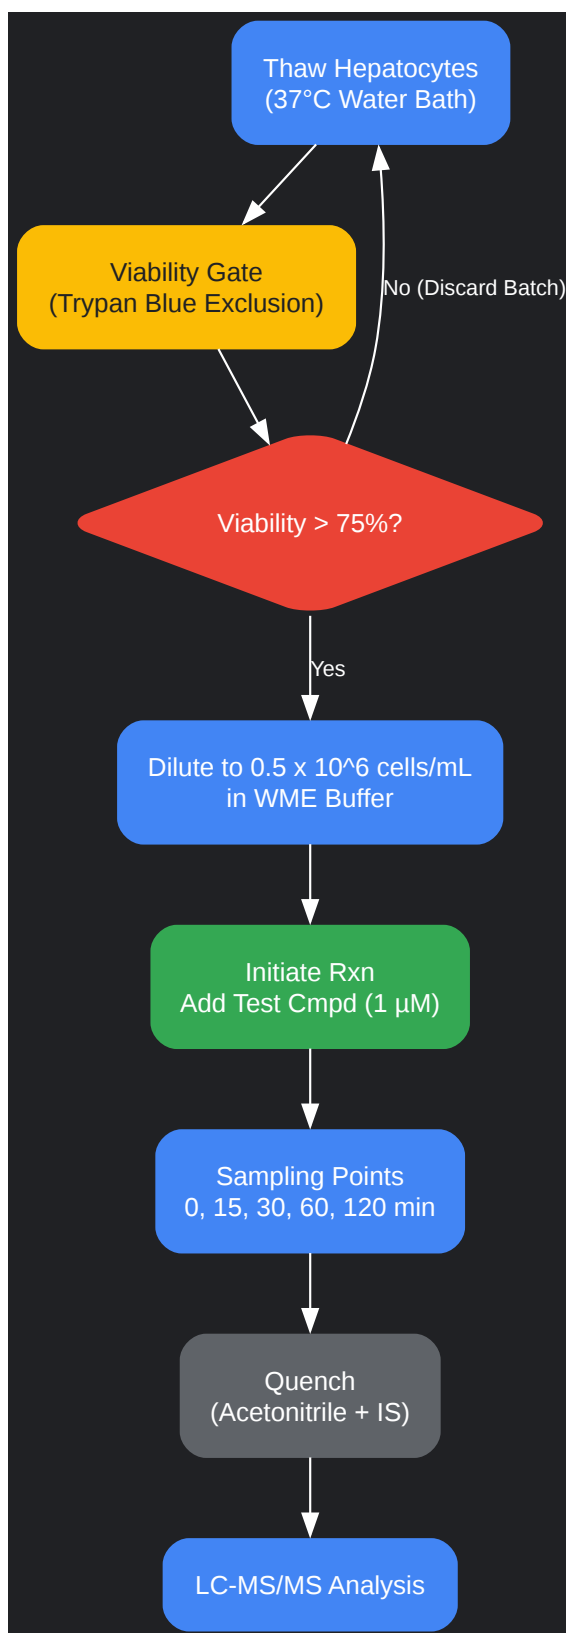 Thaw Hepatocytes
(37°C Water Bath)
Viability Gate
(Trypan Blue Exclusion)
No (Discard Batch)
Viability > 75%?
Yes
Dilute to 0.5 x 10^6 cells/mL
in WME Buffer
Initiate Rxn
Add Test Cmpd (1 µM)
Sampling Points
0, 15, 30, 60, 120 min
Quench
(Acetonitrile + IS)
LC-MS/MS Analysis